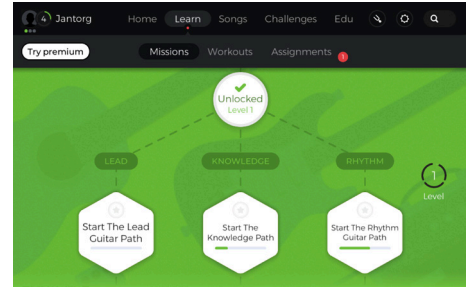 4 Jantorg Home Learn Songs Challenges Edu
Try premium Missions Workouts Assignments 1
Unlocked
Level 1
LEAD KNOWLEDGE RHYTHM
1
Level
Start The Lead
Guitar Path
Start The
Knowledge Path
Start The Rhythm
Guitar Path